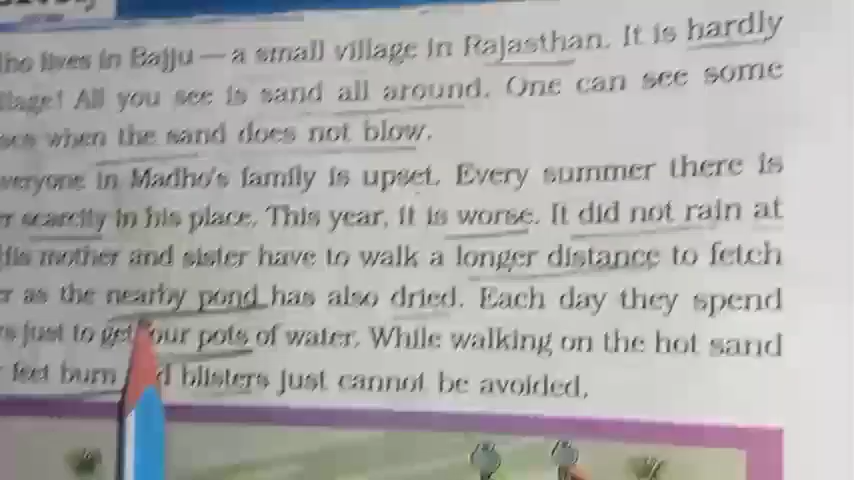 lives in Bajju — a small village in Rajasthan. It is hardly
All you see is sand all around. One can see some
when the sand does not blow.
in Madho's family is upset. Every summer there is
scarcity in his place. This year, it is worse. It did not rain at
His mother and sister have to walk a longer distance to fetch
as the nearby pond has also dried. Each day they spend
just to get four pots of water. While walking on the hot sand
feet burn blisters just cannot be avoided.